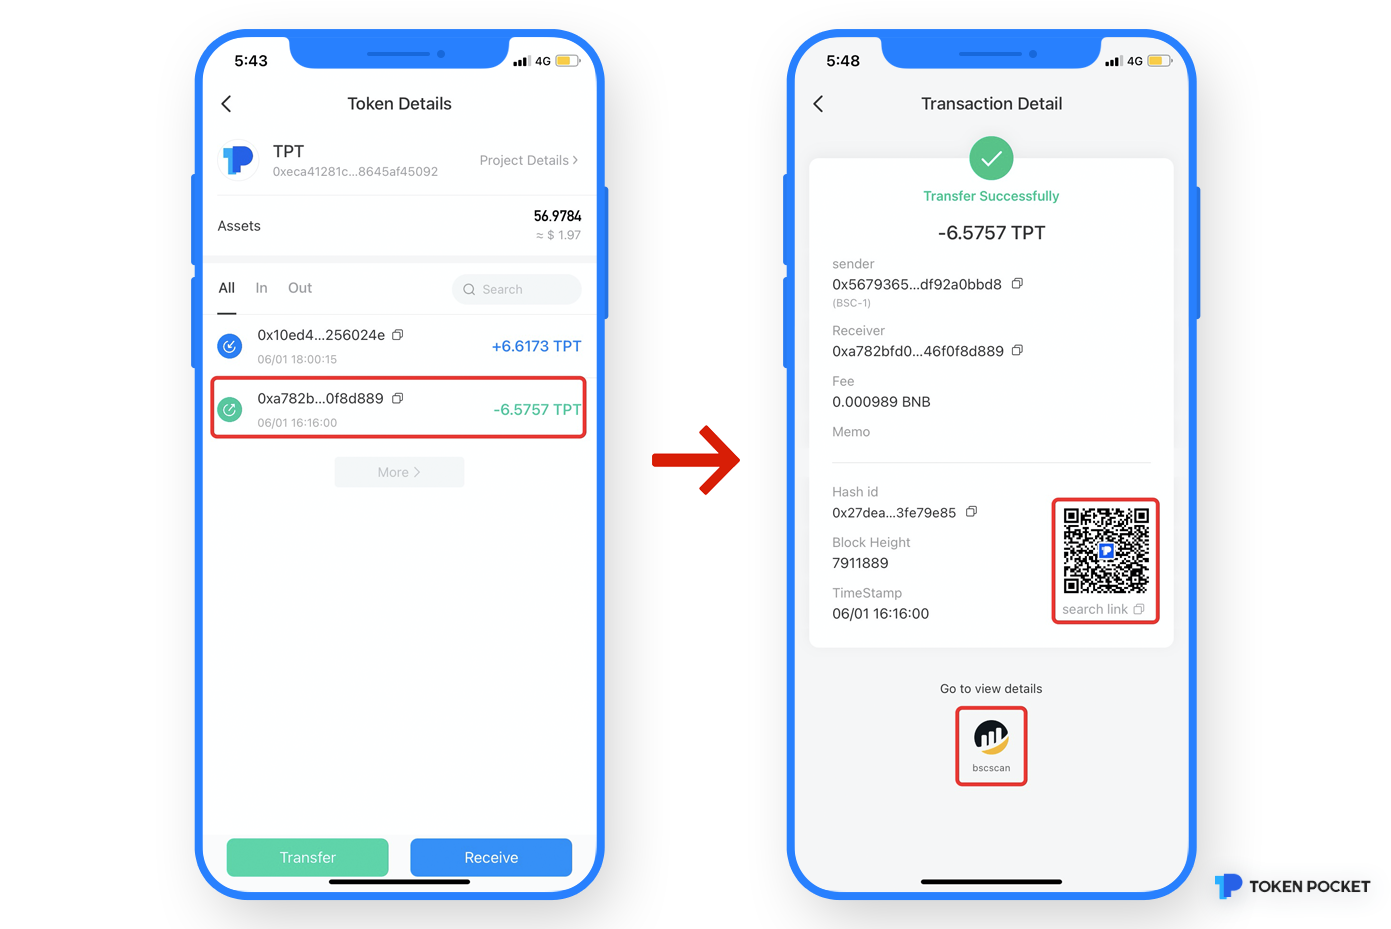 5:43
4G
Token Details
TPT
0xeca41281c...8645af45092
Project Details >
Assets
56.9784
≈ $ 1.97
All In Out
Search
0x10ed4...256024e
06/01 18:00:15
+6.6173 TPT
0xa782b...0f8d889
06/01 16:16:00
-6.5757 TPT
More >
Transfer
Receive
5:48
4G
Transaction Detail
Transfer Successfully
-6.5757 TPT
sender
0x5679365...df92a0bbd8
(BSC-1)
Receiver
0xa782bfd0...46f0f8d889
Fee
0.000989 BNB
Memo
Hash id
0x27dea...3fe79e85
Block Height
7911889
TimeStamp
06/01 16:16:00
search link
Go to view details
bscscan
TOKEN POCKET